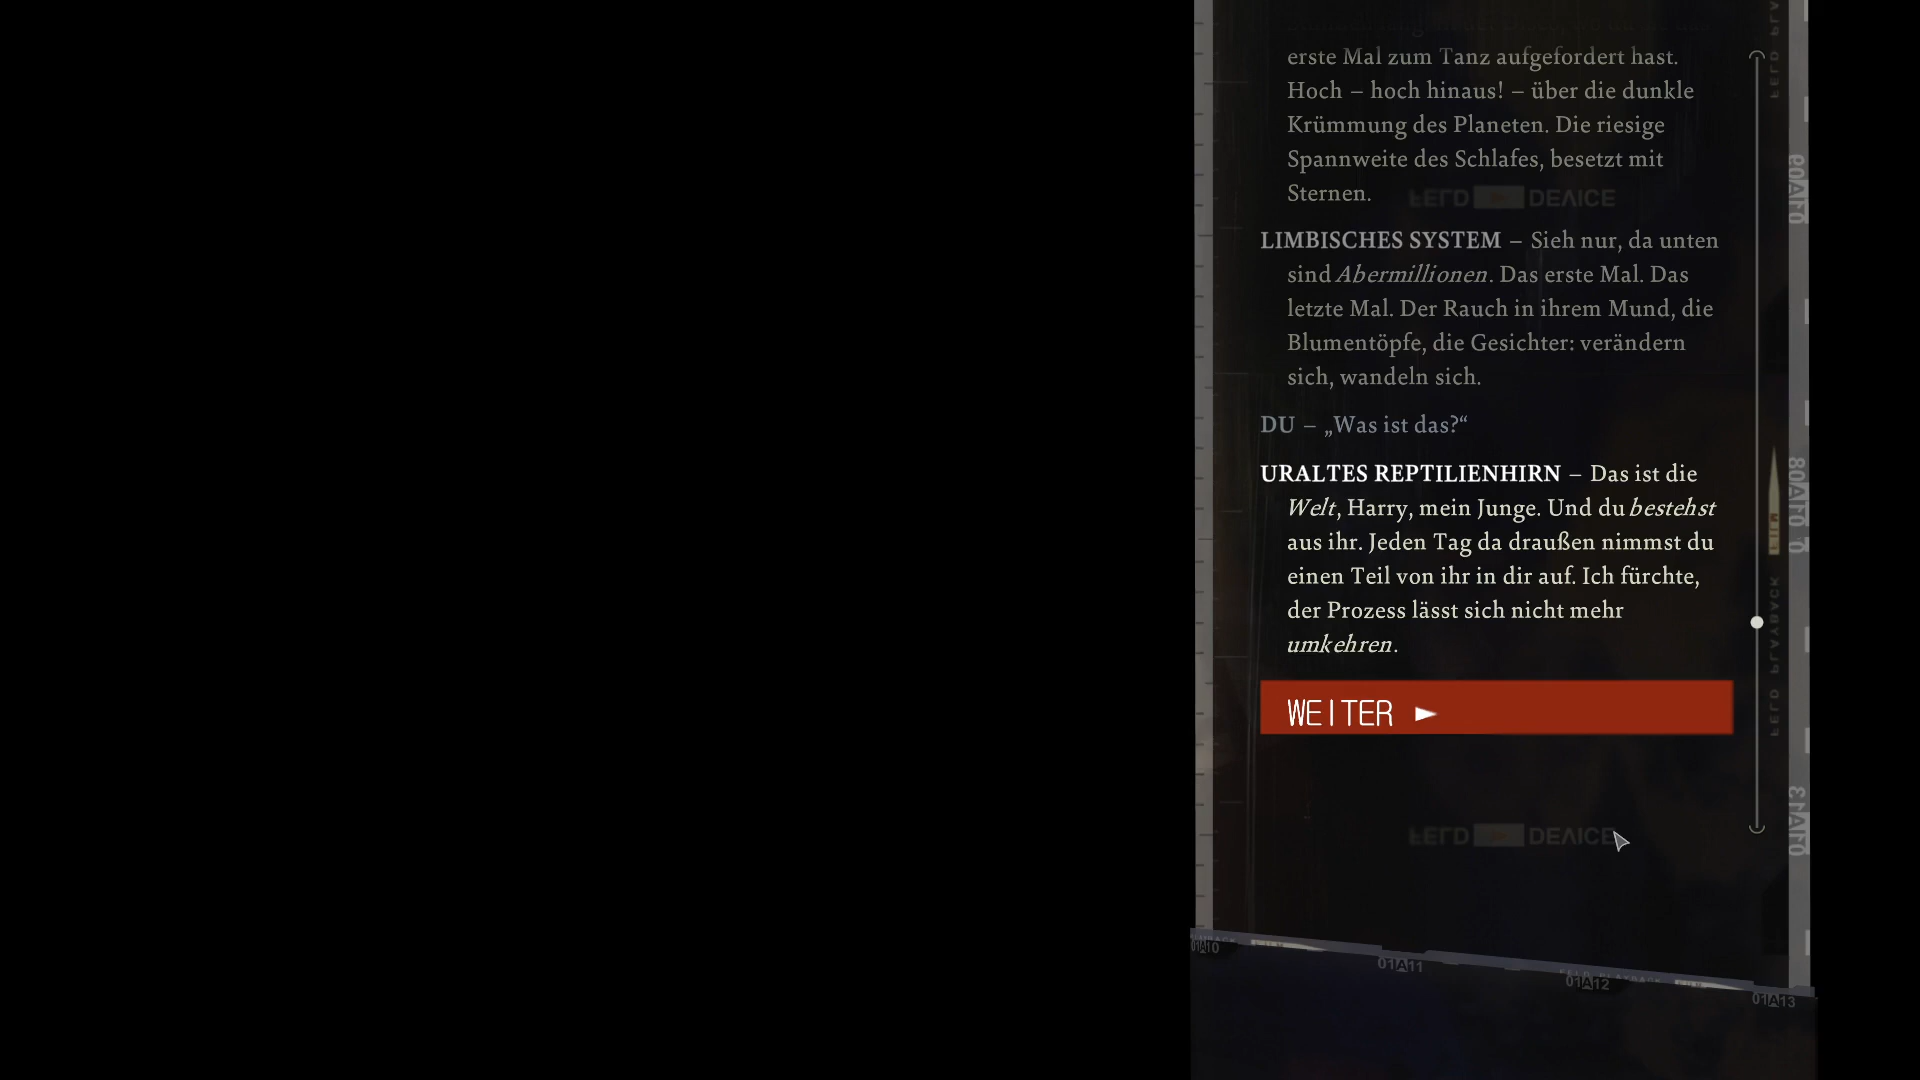 erste Mal zum Tanz aufgefordert hast.
Hoch – hoch hinaus! – über die dunkle
Krümmung des Planeten. Die riesige
Spannweite des Schlafes, besetzt mit
Sternen.
LIMBISCHES SYSTEM – Sieh nur, da unten
sind Abermillionen. Das erste Mal. Das
letzte Mal. Der Rauch in ihrem Mund, die
Blumentöpfe, die Gesichter: verändern
sich, wandeln sich.
DU – „Was ist das?“
URALTES REPTILIENHIRN – Das ist die
Welt, Harry, mein Junge. Und du bestehst
aus ihr. Jeden Tag da draußen nimmst du
einen Teil von ihr in dir auf. Ich fürchte,
der Prozess lässt sich nicht mehr
umkehren.
WEITER
01A10
01A11
01A12
01A13